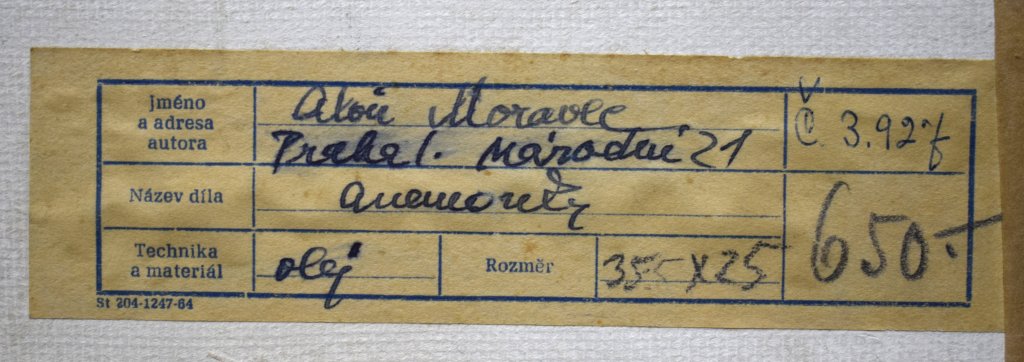 Jméno
a adresa
autora
Alois Moravec
Praha 1. Národní 21
Č. 3.927
Název díla
anemonky
650.-
Technika
a materiál
olej
Rozměr
355 x 25
St 204-1247-64